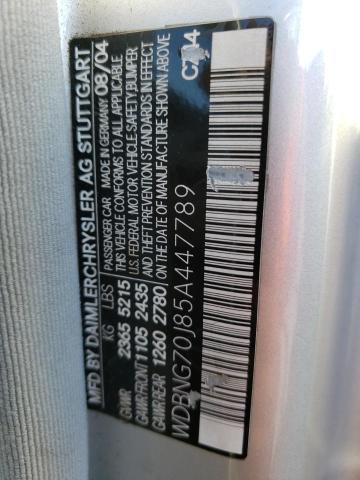 MFD BY DAIMLERCHRYSLER AG STUTTGART
PASSENGER CAR MADE IN GERMANY 08/04
KG LBS THIS VEHICLE CONFORMS TO ALL APPLICABLE
GAWR 2365 5215 U.S. FEDERAL MOTOR VEHICLE SAFETY,BUMPER
GAWR FRONT 1105 2435 AND THEFT PREVENTION STANDARDS IN EFFECT
GAWR REAR 1260 2780 ON THE DATE OF MANUFACTURE SHOWN ABOVE
WDBNG70J85A447789